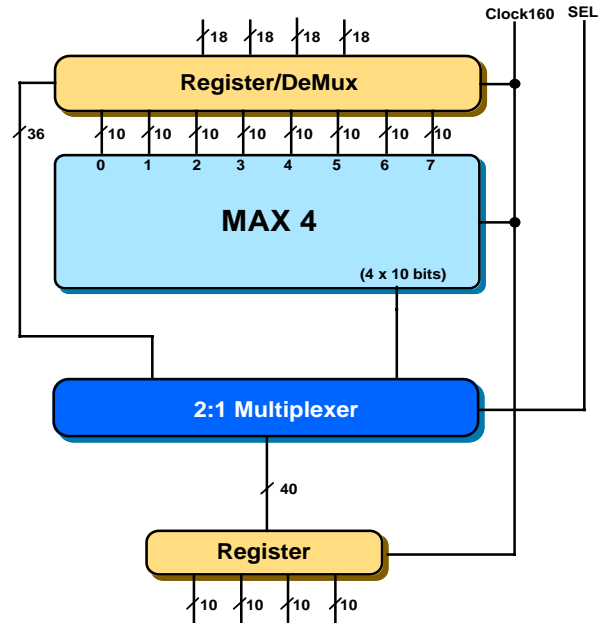 Clock160 SEL
18 18 18 18
Register/DeMux
36 10 10 10 10 10 10 10 10
0 1 2 3 4 5 6 7
MAX 4
(4 x 10 bits)
2:1 Multiplexer
40
Register
10 10 10 10